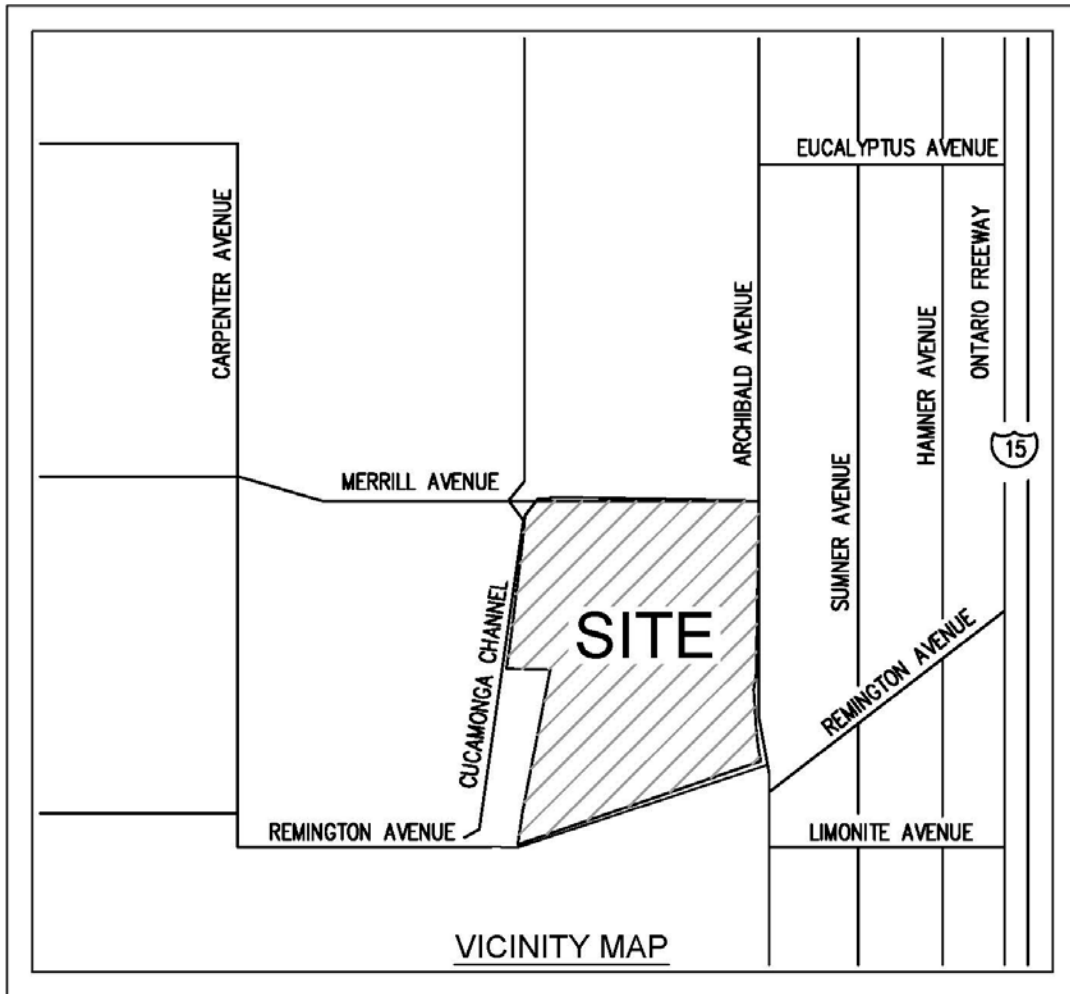 EUCALYPTUS AVENUE
CARPENTER AVENUE
ARCHIBALD AVENUE
SUMNER AVENUE
HAMNER AVENUE
ONTARIO FREEWAY
15
MERRILL AVENUE
CUCAMONGA CHANNEL
SITE
REMINGTON AVENUE
REMINGTON AVENUE
LIMONITE AVENUE
VICINITY MAP